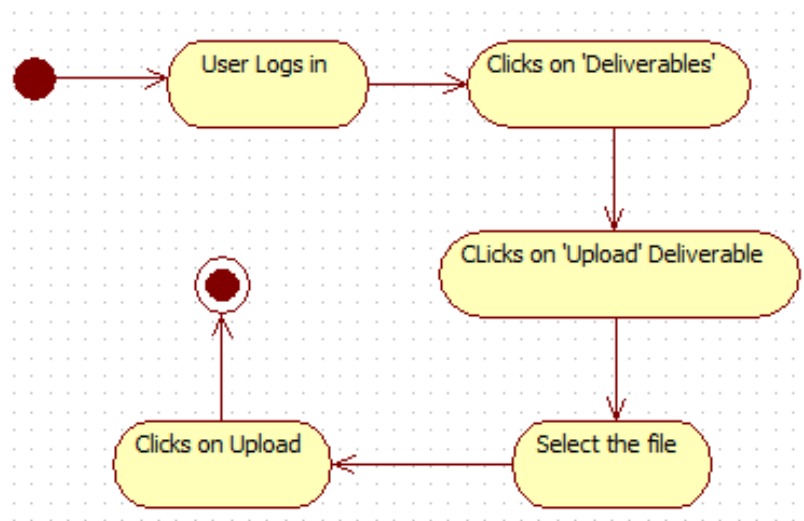 User Logs in
Clicks on 'Deliverables'
CLicks on 'Upload' Deliverable
Select the file
Clicks on Upload